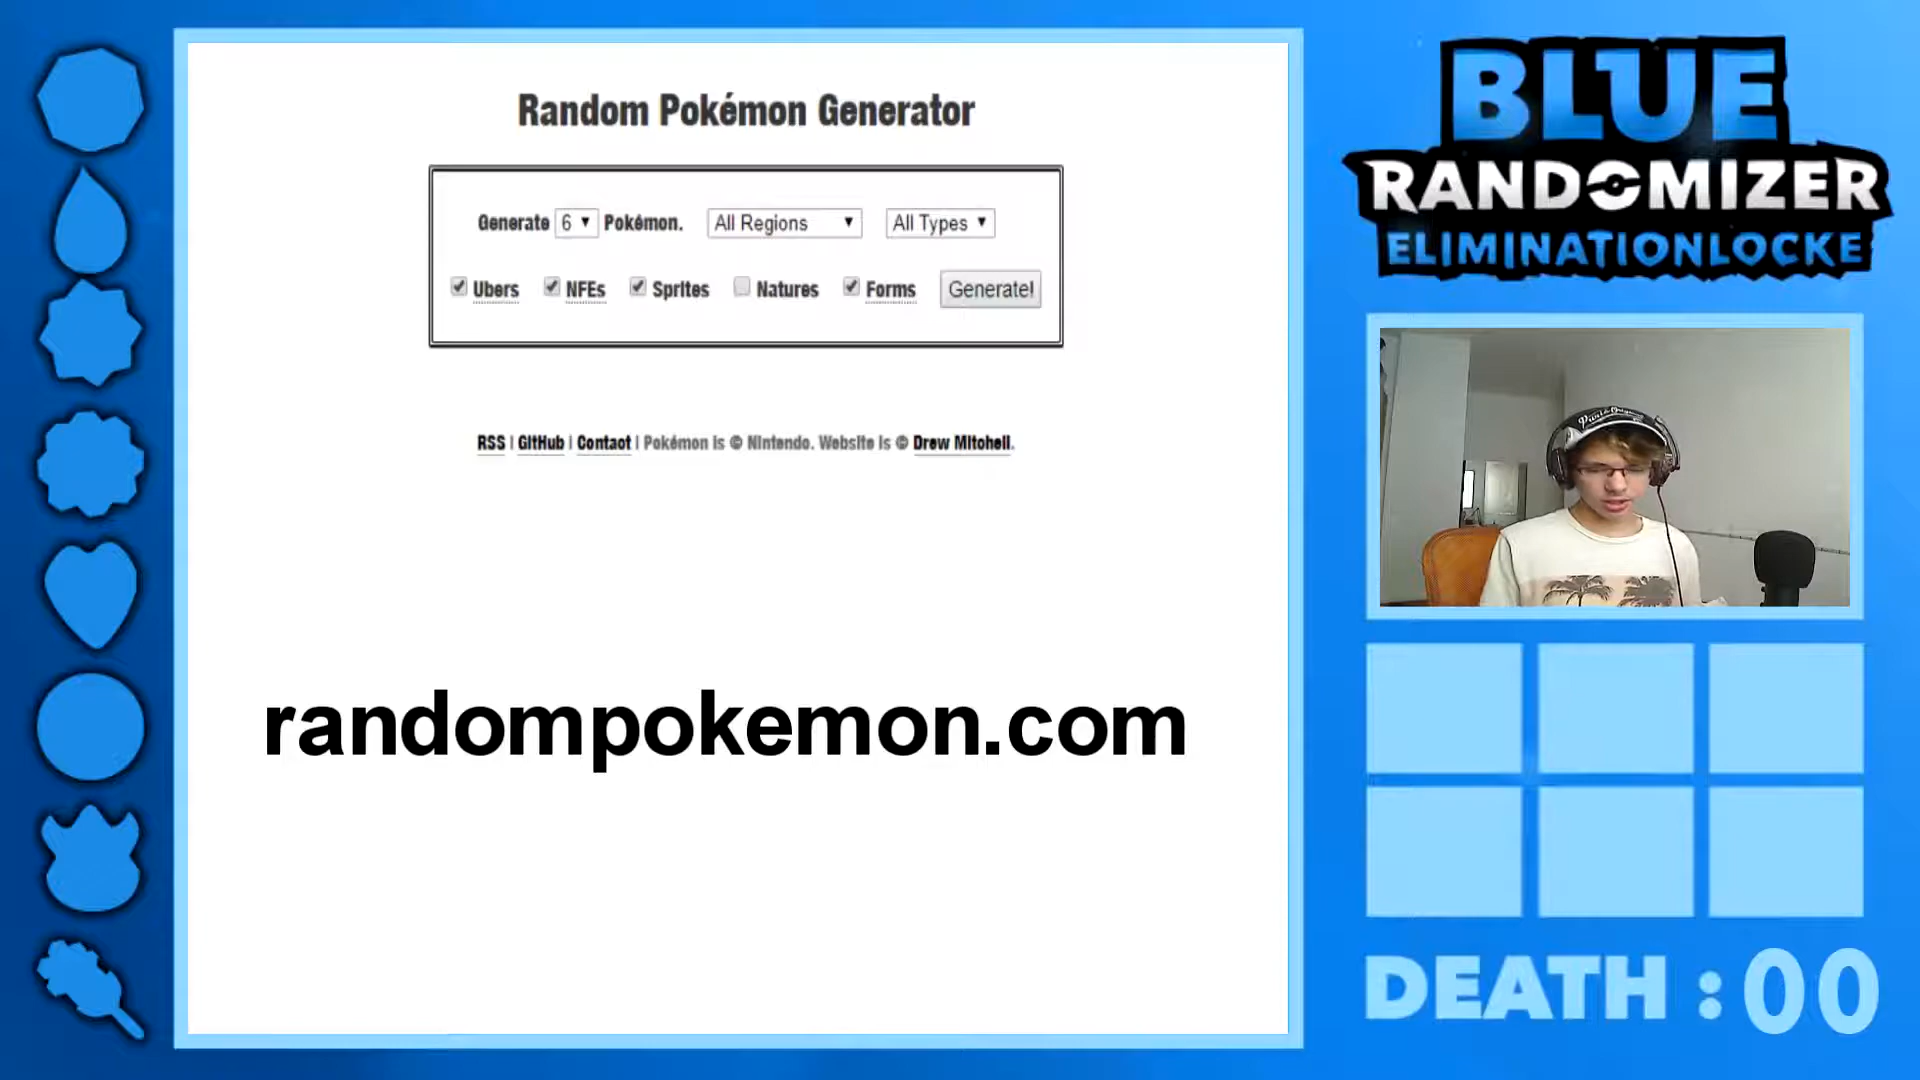 Random Pokémon Generator
Generate 6 Pokémon. All Regions All Types
Ubers NFEs Sprites Natures Forms Generate!
RSS | GitHub | Contact | Pokémon is © Nintendo. Website is © Drew Mitchell.
randompokemon.com
BLUE
RANDOMIZER
ELIMINATIONLOCKE
DEATH :00